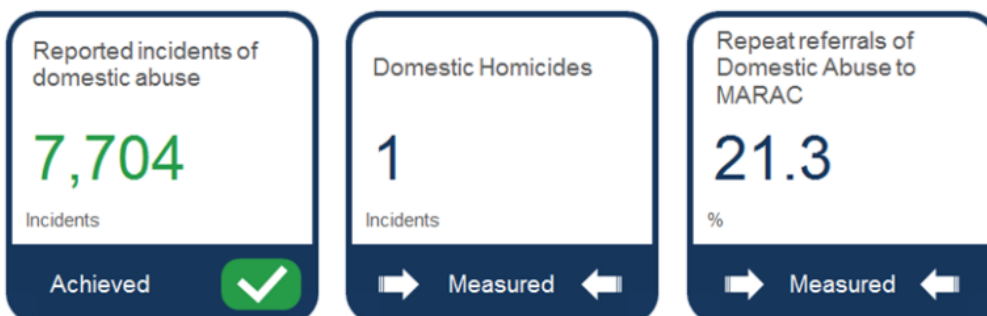 Reported incidents of
domestic abuse
7,704
Incidents
Achieved
Domestic Homicides
1
Incidents
Measured
Repeat referrals of
Domestic Abuse to
MARAC
21.3
%
Measured